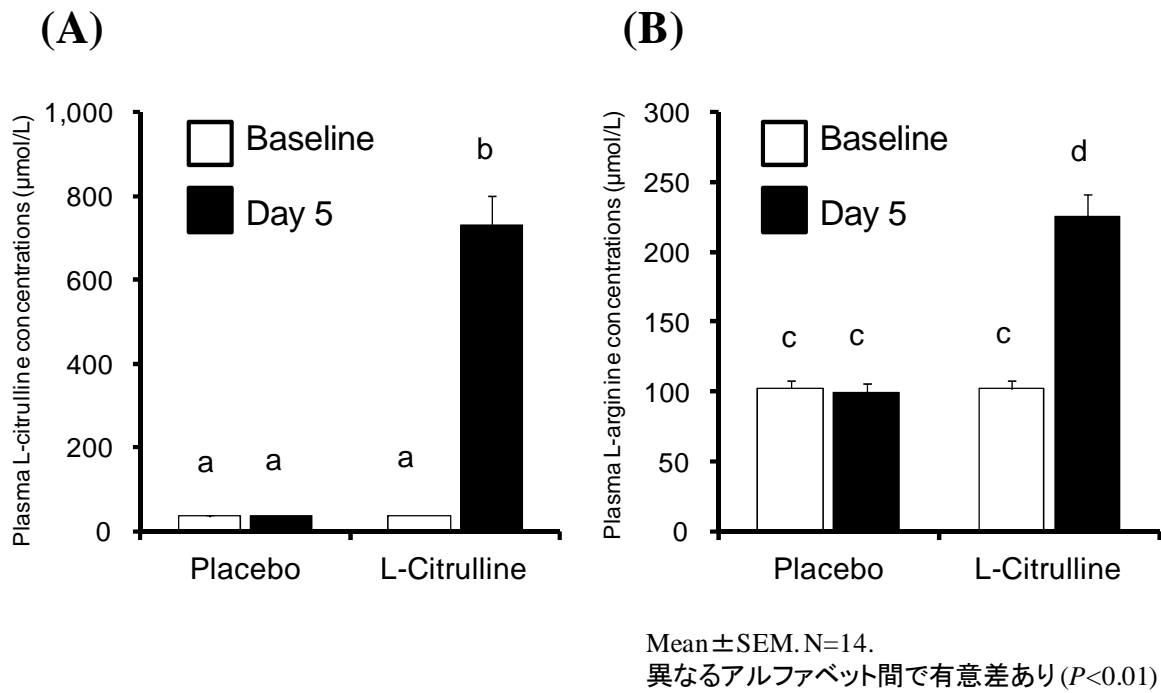 (A)
Plasma L-citrulline concentrations (µmol/L)
1,000
800
600
400
200
0
Baseline
Day 5
a
a
a
b
Placebo
L-Citrulline
(B)
Plasma L-arginine concentrations (µmol/L)
300
250
200
150
100
50
0
Baseline
Day 5
c
c
c
d
Placebo
L-Citrulline
Mean±SEM. N=14.
異なるアルファベット間で有意差あり(P<0.01)